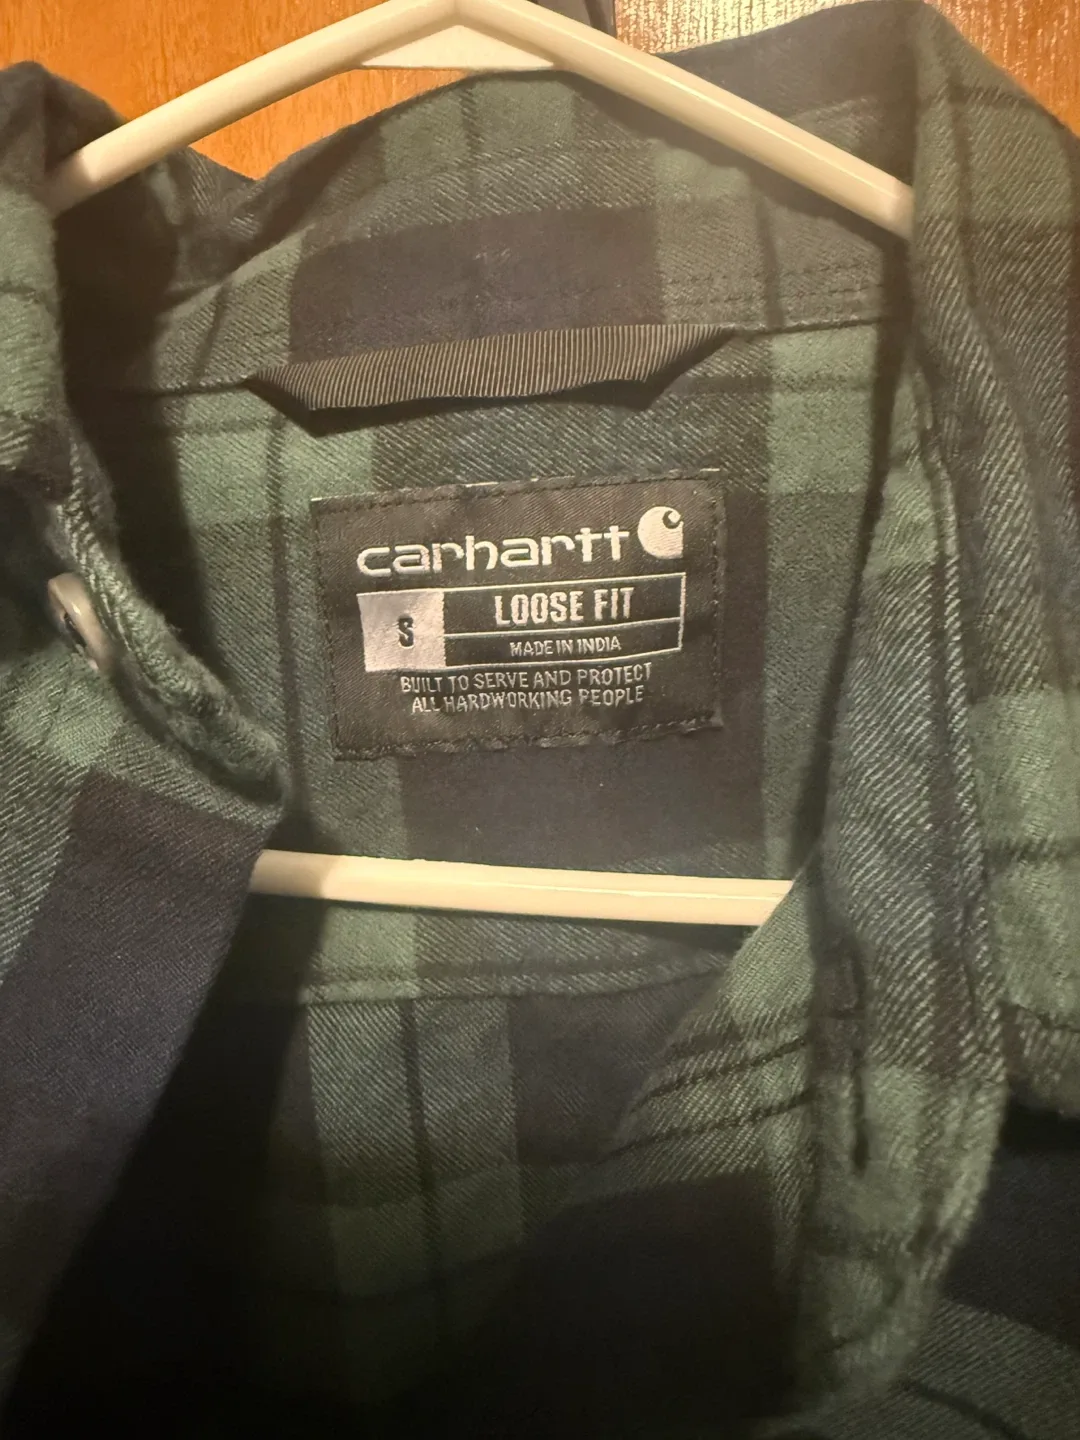 carhartt
S
LOOSE FIT
MADE IN INDIA
BUILT TO SERVE AND PROTECT
ALL HARDWORKING PEOPLE